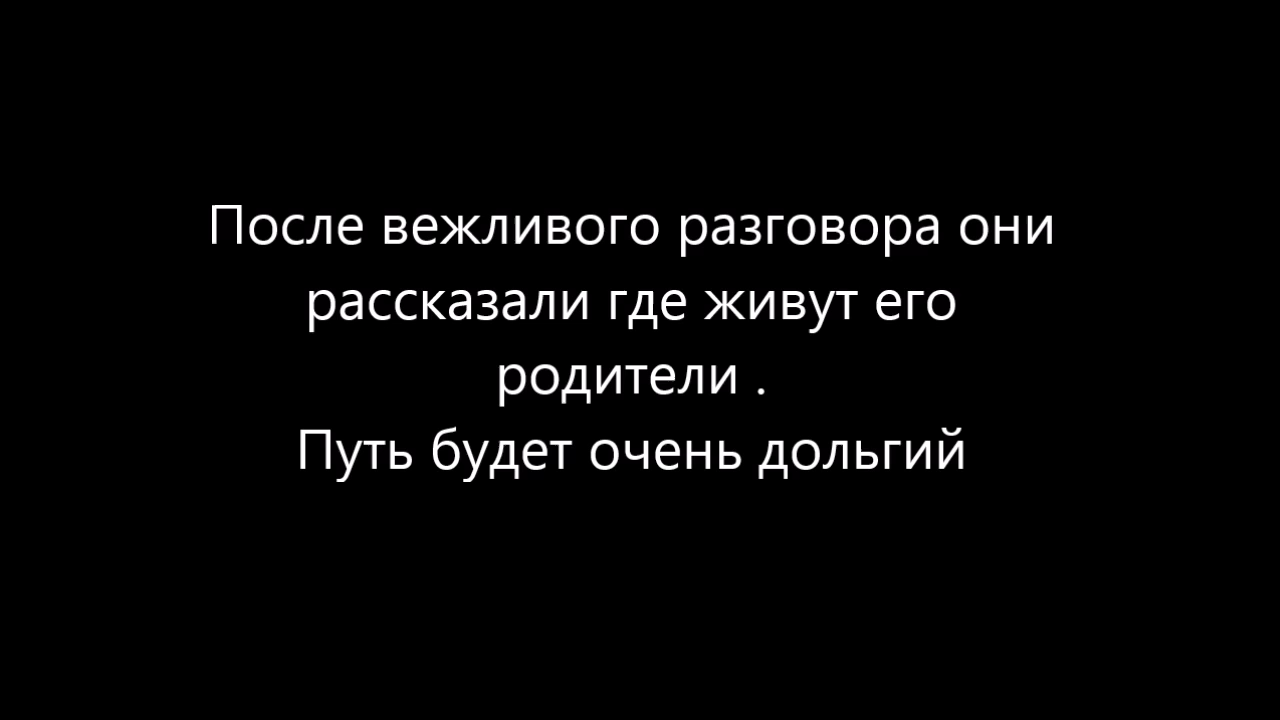 После вежливого разговора они
рассказали где живут его
родители .
Путь будет очень дольгий